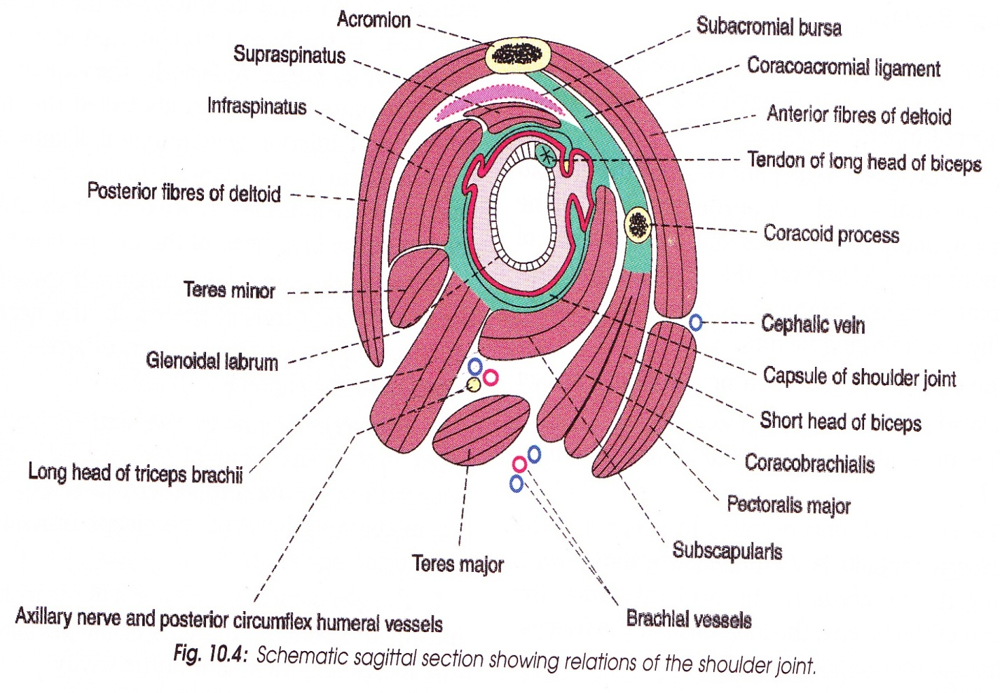 Acromion
Subacromial bursa
Supraspinatus
Coracoacromial ligament
Infraspinatus
Anterior fibres of deltoid
Tendon of long head of biceps
Posterior fibres of deltoid
Coracoid process
Teres minor
Cephalic vein
Glenoidal labrum
Capsule of shoulder joint
Short head of biceps
Long head of triceps brachii
Coracobrachialis
Pectoralis major
Subscapularis
Teres major
Axillary nerve and posterior circumflex humeral vessels
Brachial vessels
Fig. 10.4: Schematic sagittal section showing relations of the shoulder joint.